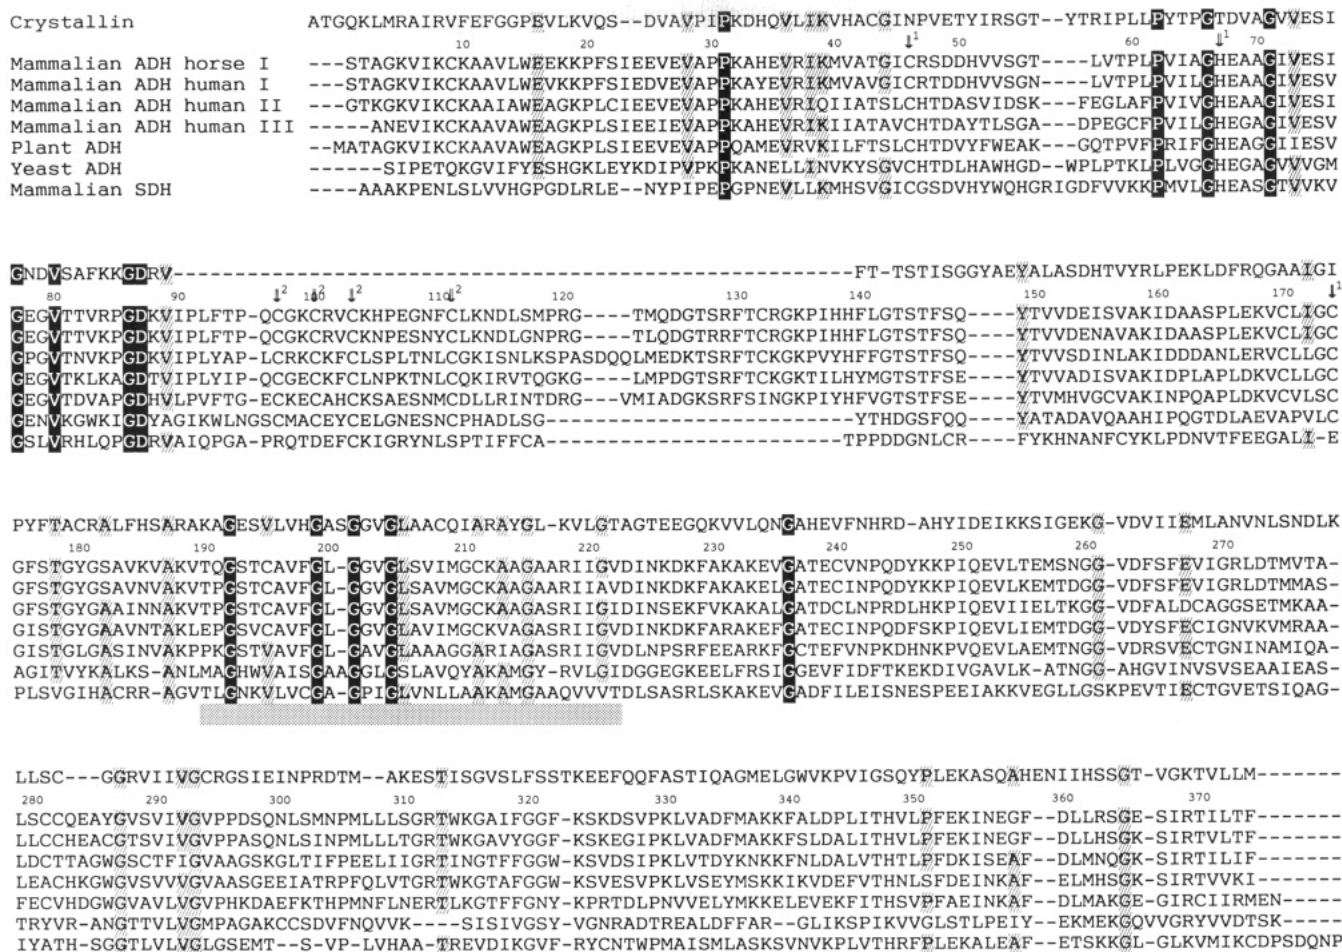 Crystallin ATGQKLMRAIRVFEFGGPEVLKVQS--DVAVPIPKDHQVLIKVHACGINPVETYIRSGT--YTRIPLLPYTPGTDVAGVVESI
10 20 30 40 ↓1 50 60 ↓1 70
Mammalian ADH horse I ---STAGKVIKCKAAVLWEEKKPFSIEEVEVAPPKAHEVRIKMVATGICRSDDHVVSGT---LVTPLPVIAGHEAAGIVESI
Mammalian ADH human I ---STAGKVIKCKAAVLWEVKKPFSIEDVEVAPPKAYEVRIKMVAVGICRTDDHVVSGN---LVTPLPVILGHEAAGIVESV
Mammalian ADH human II ---GTKGKVIKCKAAIAWEAGKPLCIEEVEVAPPKAHEVRIQIIATSLCHTDASVIDSK---FEGLAFPVIVGHEAAGIVESI
Mammalian ADH human III -----ANEVIKCKAAVAWEAGKPLSIEEIEVAPPKAHEVRIKIIATAVCHTDAYTLSGA---DPEGCFPVILGHEGAGIVESV
Plant ADH --MATAGKVIKCKAAVAWEAGKPLSIEEVEVAPPQAMEVRVKILFTSLCHTDVYFWEAK---GQTPVFPRIFGHEAGGIIESV
Yeast ADH ------SIPETQKGVIFYESHGKLEYKDIPVPKPKANELLINVKYSGVCHTDLHAWHGD--WPLPTKLPLVGGHEGAGVVVGM
Mammalian SDH ----AAAKPENLSLVVHGPGDLRLE--NYPIPEPGPNEVLLKMHSVGICGSDVHYWQHGRIGDFVVKKPMVLGHEASGTVVKV
GNDVSAFKKGDRV-------------------------------------------------------FT-TSTISGGYAEYALASDHTVYRLPEKLDFRQGAAIGI
80 90 ↓2 100↓ ↓2 110↓2 120 130 140 150 160 170 ↓1
GEGVTTVRPGDKVIPLFTP-QCGKCRVCKHPEGNFCLKNDLSMPRG----TMQDGTSRFTCRGKPIHHFLGTSTFSQ----YTVVDEISVAKIDAASPLEKVCLIGC
GEGVTTVKPGDKVIPLFTP-QCGKCRVCKNPESNYCLKNDLGNPRG----TLQDGTRRFTCRGKPIHHFLGTSTFSQ----YTVVDENAVAKIDAASPLEKVCLIGC
GPGVTNVKPGDKVIPLYAP-LCRKCKFCLSPLTNLCGKISNLKSPASDQQLMEDKTSRFTCKGKPVYHFFGTSTFSQ----YTVVSDINLAKIDDDANLERVCLLGC
GEGVTKLKAGDTVIPLYIP-QCGECKFCLNPKTNLCQKIRVTQGKG----LMPDGTSRFTCKGKTILHYMGTSTFSE----YTVVADISVAKIDPLAPLDKVCLLGC
GEGVTDVAPGDHVLPVFTG-ECKECAHCKSAESNMCDLLRINTDRG----VMIADGKSRFSINGKPIYHFVGTSTFSE----YTVMHVGCVAKINPQAPLDKVCVLSC
GENVKGWKIGDYAGIKWLNGSCMACEYCELGNESNCPHADLSG------------------------YTHDGSFQQ----YATADAVQAAHIPQGTDLAEVAPVLC
GSLVRHLQPGDRVAIQPGA-PRQTDEFCKIGRYNLSPTIFFCA------------------------TPPDDGNLCR----FYKHNANFCYKLPDNVTFEEGALI-E
PYFTACRALFHSARAKAGESVLVHGASGGVGLAACQIARAYGL-KVLGTAGTEEGQKVVLQNGAHEVFNHRD-AHYIDEIKKSIGEKG-VDVIIEMLANVNLSNDLK
180 190 200 210 220 230 240 250 260 270
GFSTGYGSAVKVAKVTQGSTCAVFGL-GGVGLSVIMGCKAAGAARIIGVDINKDKFAKAKEVGATECVNPQDYKKPIQEVLTEMSNGG-VDFSFEVIGRLDTMVTA-
GFSTGYGSAVNVAKVTPGSTCAVFGL-GGVGLSAVMGCKAAGAARIIAVDINKDKFAKAKELGATECINPQDYKKPIQEVLKEMTDGG-VDFSFEVIGRLDTMMAS-
GFSTGYGAAINNAKVTPGSTCAVFGL-GGVGLSAVMGCKAAGASRIIGIDINSEKFVKAKALGATDCLNPRDLHKPIQEVIIELTKGG-VDFALDCAGGSETMKAA-
GISTGYGAAVNTAKLEPGSVCAVFGL-GGVGLAVIMGCKVAGASRIIGVDINKDKFARAKEFGATECINPQDFSKPIQEVLIEMTDGG-VDYSFECIGNVKVMRAA-
GISTGLGASINVAKPPKGSTVAVFGL-GAVGLAAAGGARIAGASRIIGVDLNPSRFEEARKFGCTEFVNPKDHNKPVQEVLAEMTNGG-VDRSVECTGNINAMIQA-
AGITVYKALKS-ANLMAGHWVAISGAAGGLGSLAVQYAKAMGY-RVLGIDGGEGKEELFRSIGGEVFIDFTKEKDIVGAVLK-ATNGG-AHGVINVSVSEAAIEAS-
PLSVGIHACRR-AGVTLGNKVLVCGA-GPIGLVNLLAAKAMGAAQVVVTDLSASRLSKAKEVGADFILEISNESPEEIAKKVEGLLGSKPEVTIECTGVETSIQAG-
LLSC---GGRVIIVGCRGSIEINPRDTM--AKESTISGVSLFSSTKEEFQQFASTIQAGMELGWVKPVIGSQYPLEKASQAHENIIHSSGT-VGKTVLLM-------
280 290 300 310 320 330 340 350 360 370
LSCCQEAYGVSVIVGVPPDSQNLSMNPMLLLSGRTWKGAIFGGF-KSKDSVPKLVADFMAKKFALDPLITHVLPFEKINEGF--DLLRSGE-SIRTILTF-------
LLCCHEACGTSVIVGVPPASQNLSINPMLLLTGRTWKGAVYGGF-KSKEGIPKLVADFMAKKFSLDALITHVLPFEKINEGF--DLLHSGK-SIRTVLTF-------
LDCTTAGWGSCTFIGVAAGSKGLTIFPEELIIGRTINGTFFGGW-KSVDSIPKLVTDYKNKKFNLDALVTHTLPFDKISEAF--DLMNQGK-SIRTILIF-------
LEACHKGWGVSVVVGVAASGEEIATRPFQLVTGRTWKGTAFGGW-KSVESVPKLVSEYMSKKIKVDEFVTHNLSFDEINKAF--ELMHSGK-SIRTVVKI-------
FECVHDGWGVAVLVGVPHKDAEFKTHPMNFLNERTLKGTFFGNY-KPRTDLPNVVELYMKKELEVEKFITHSVPFAEINKAF--DLMAKGE-GIRCIIRMEN-----
TRYVR-ANGTTVLVGMPAGAKCCSDVFNQVVK----SISIVGSY-VGNRADTREALDFFAR--GLIKSPIKVVGLSTLPEIY--EKMEKGQVVGRYVVDTSK-----
IYATH-SGGTLVLVGLGSEMT--S-VP-LVHAA--TREVDIKGVF-RYCNTWPMAISMLASKSVNVKPLVTHRFPLEKALEAF--ETSKKGL-GLKVMIKCDPSDQNP